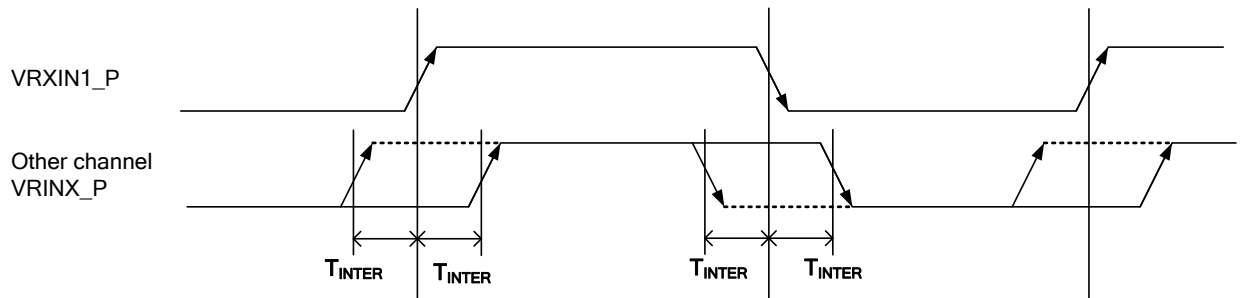 VRXIN1_P
Other channel
VRINX_P
TINTER TINTER TINTER TINTER